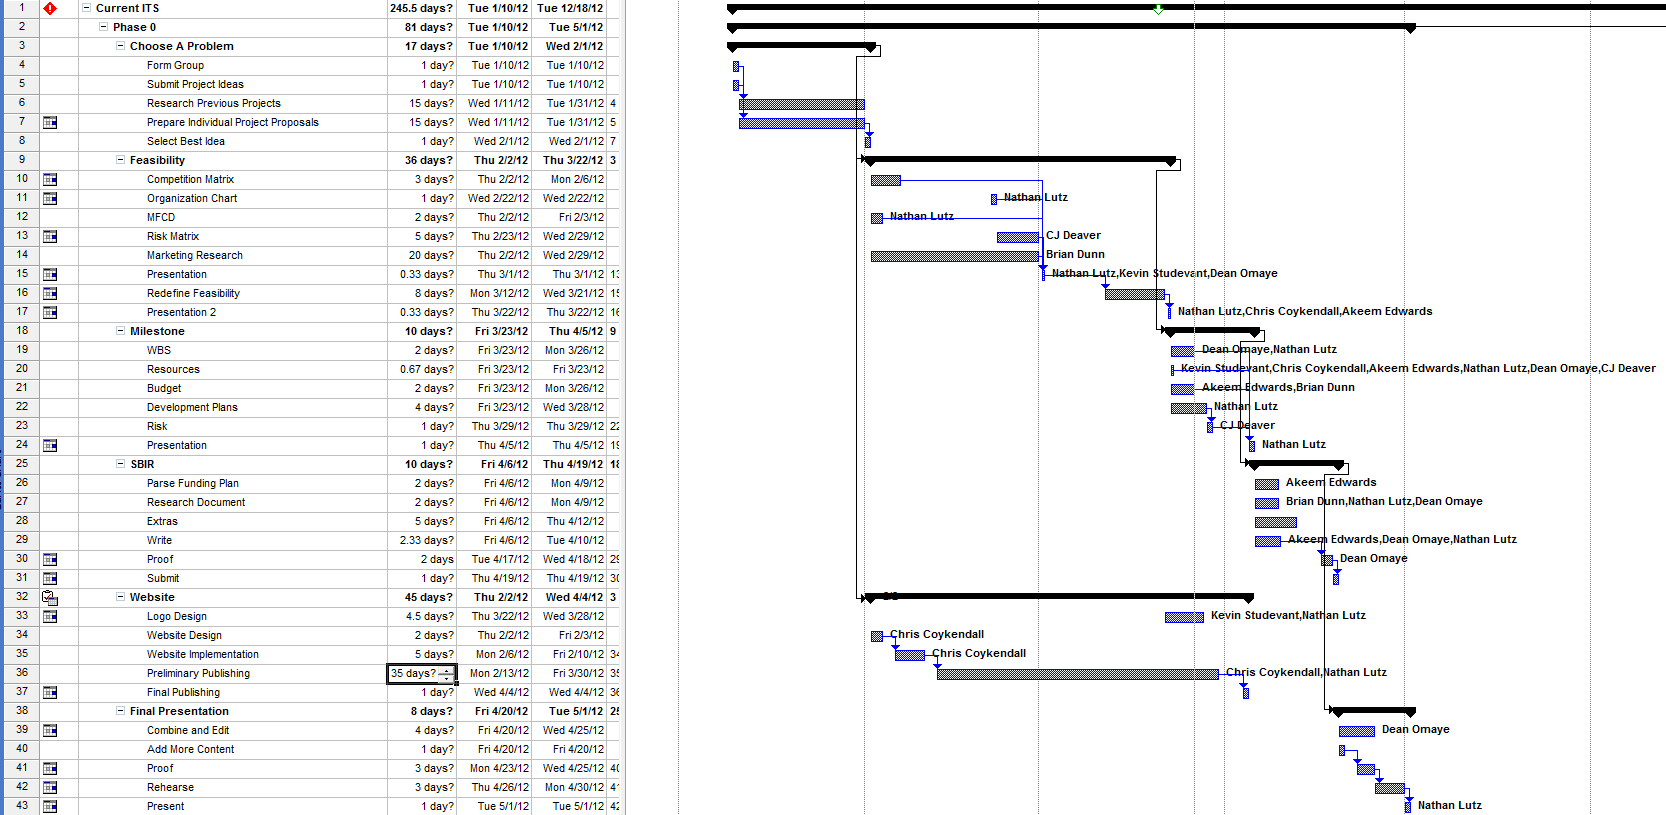 1 Current ITS 245.5 days? Tue 1/10/12 Tue 12/18/12
2 Phase 0 81 days? Tue 1/10/12 Tue 5/1/12
3 Choose A Problem 17 days? Tue 1/10/12 Wed 2/1/12
4 Form Group 1 day? Tue 1/10/12 Tue 1/10/12
5 Submit Project Ideas 1 day? Tue 1/10/12 Tue 1/10/12
6 Research Previous Projects 15 days? Wed 1/11/12 Tue 1/31/12 4
7 Prepare Individual Project Proposals 15 days? Wed 1/11/12 Tue 1/31/12 5
8 Select Best Idea 1 day? Wed 2/1/12 Wed 2/1/12 7
9 Feasibility 36 days? Thu 2/2/12 Thu 3/22/12 3
10 Competition Matrix 3 days? Thu 2/2/12 Mon 2/6/12
11 Organization Chart 1 day? Wed 2/22/12 Wed 2/22/12 Nathan Lutz
12 MFCD 2 days? Thu 2/2/12 Fri 2/3/12 Nathan Lutz
13 Risk Matrix 5 days? Thu 2/23/12 Wed 2/29/12 CJ Deaver
14 Marketing Research 20 days? Thu 2/2/12 Wed 2/29/12 Brian Dunn
15 Presentation 0.33 days? Thu 3/1/12 Thu 3/1/12 13 Nathan Lutz,Kevin Studevant,Dean Omaye
16 Redefine Feasibility 8 days? Mon 3/12/12 Wed 3/21/12 15
17 Presentation 2 0.33 days? Thu 3/22/12 Thu 3/22/12 16 Nathan Lutz,Chris Coykendall,Akeem Edwards
18 Milestone 10 days? Fri 3/23/12 Thu 4/5/12 9
19 WBS 2 days? Fri 3/23/12 Mon 3/26/12 Dean Omaye,Nathan Lutz
20 Resources 0.67 days? Fri 3/23/12 Fri 3/23/12 Kevin Studevant,Chris Coykendall,Akeem Edwards,Nathan Lutz,Dean Omaye,CJ Deaver
21 Budget 2 days? Fri 3/23/12 Mon 3/26/12 Akeem Edwards,Brian Dunn
22 Development Plans 4 days? Fri 3/23/12 Wed 3/28/12 Nathan Lutz
23 Risk 1 day? Thu 3/29/12 Thu 3/29/12 22 CJ Deaver
24 Presentation 1 day? Thu 4/5/12 Thu 4/5/12 19 Nathan Lutz
25 SBIR 10 days? Fri 4/6/12 Thu 4/19/12 18
26 Parse Funding Plan 2 days? Fri 4/6/12 Mon 4/9/12 Akeem Edwards
27 Research Document 2 days? Fri 4/6/12 Mon 4/9/12 Brian Dunn,Nathan Lutz,Dean Omaye
28 Extras 5 days? Fri 4/6/12 Thu 4/12/12
29 Write 2.33 days? Fri 4/6/12 Tue 4/10/12 Akeem Edwards,Dean Omaye,Nathan Lutz
30 Proof 2 days Tue 4/17/12 Wed 4/18/12 29 Dean Omaye
31 Submit 1 day? Thu 4/19/12 Thu 4/19/12 30
32 Website 45 days? Thu 2/2/12 Wed 4/4/12 3
33 Logo Design 4.5 days? Thu 3/22/12 Wed 3/28/12 Kevin Studevant,Nathan Lutz
34 Website Design 2 days? Thu 2/2/12 Fri 2/3/12 Chris Coykendall
35 Website Implementation 5 days? Mon 2/6/12 Fri 2/10/12 34 Chris Coykendall
36 Preliminary Publishing 35 days? Mon 2/13/12 Fri 3/30/12 35 Chris Coykendall,Nathan Lutz
37 Final Publishing 1 day? Wed 4/4/12 Wed 4/4/12 36
38 Final Presentation 8 days? Fri 4/20/12 Tue 5/1/12 25
39 Combine and Edit 4 days? Fri 4/20/12 Wed 4/25/12 Dean Omaye
40 Add More Content 1 day? Fri 4/20/12 Fri 4/20/12
41 Proof 3 days? Mon 4/23/12 Wed 4/25/12 40
42 Rehearse 3 days? Thu 4/26/12 Mon 4/30/12 41
43 Present 1 day? Tue 5/1/12 Tue 5/1/12 42 Nathan Lutz